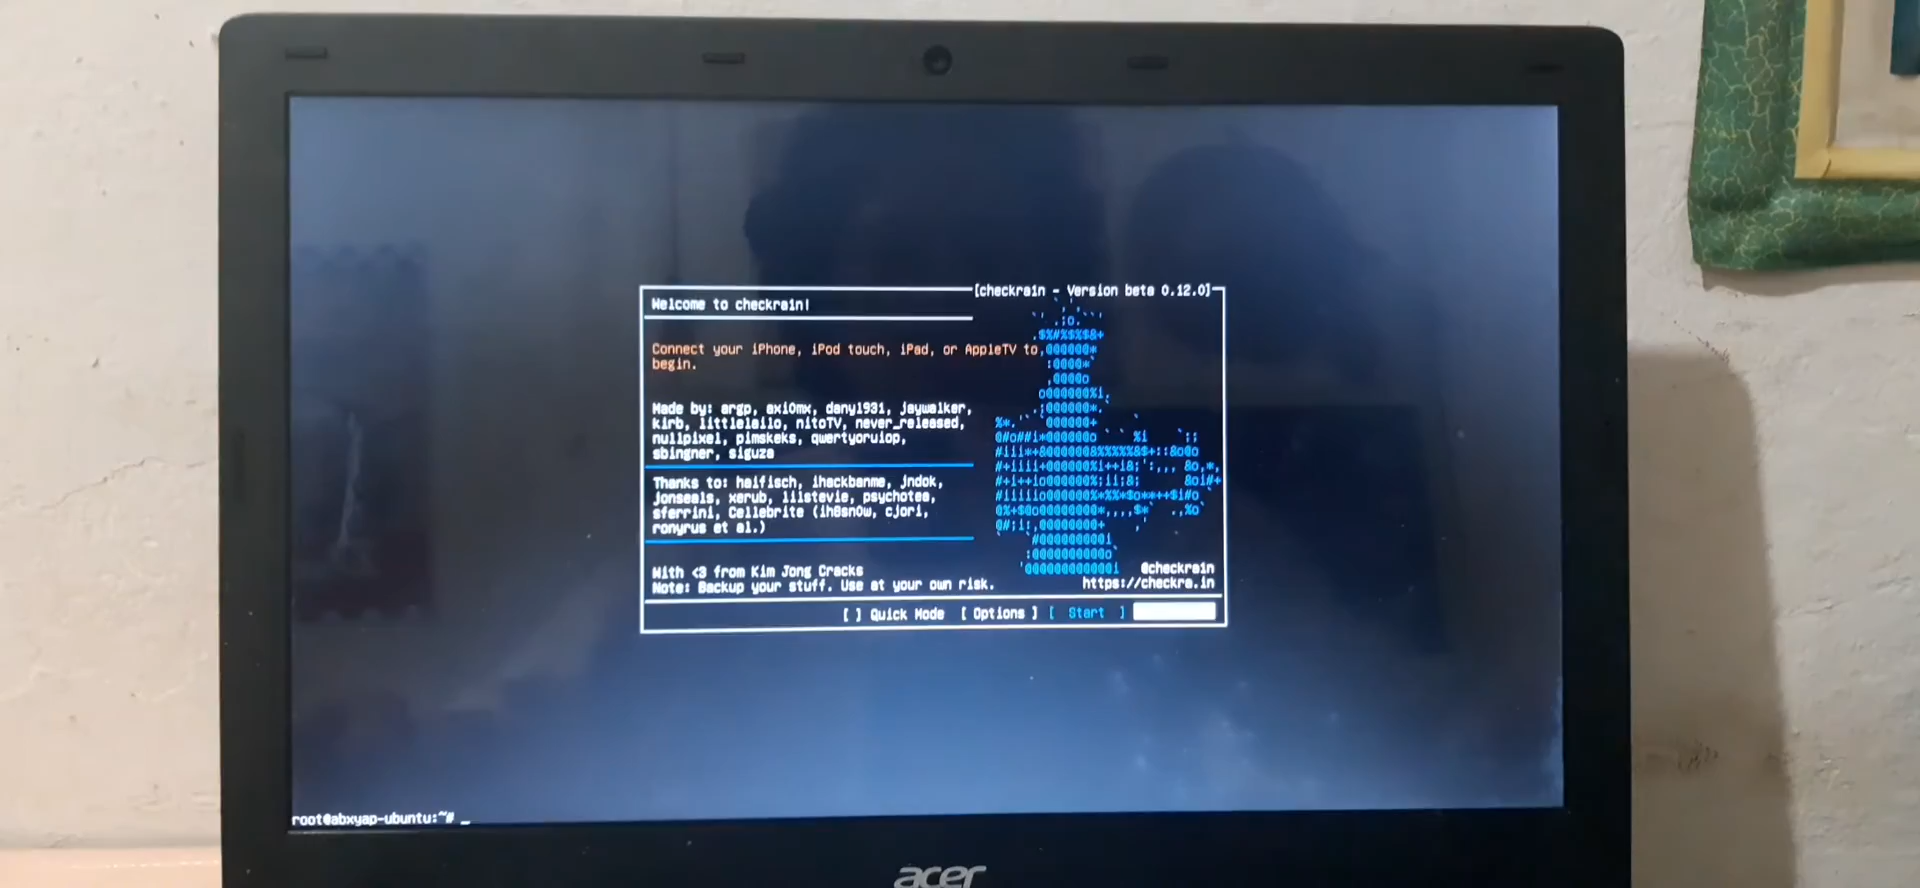 [checkra1n - Version beta 0.12.0]
Welcome to checkra1n!
Connect your iPhone, iPod touch, iPad, or AppleTV to
begin.
Made by: argp, axi0mx, danyl931, jaywalker,
kirb, littlelailo, nitoTV, never_released,
nullpixel, pimskeks, qwertyoruiop,
sbingner, siguza
Thanks to: haifisch, ihackbanme, jndok,
jonseals, xerub, lilstevie, psychotea,
sferrini, Cellebrite (ih8sn0w, cjori,
ronyrus et al.)
With <3 from Kim Jong Cracks
@checkra1n
Note: Backup your stuff. Use at your own risk.
https://checkra.in
[ ] Quick Mode [ Options ] [ Start ]
root@abxyap-ubuntu:~# _
acer